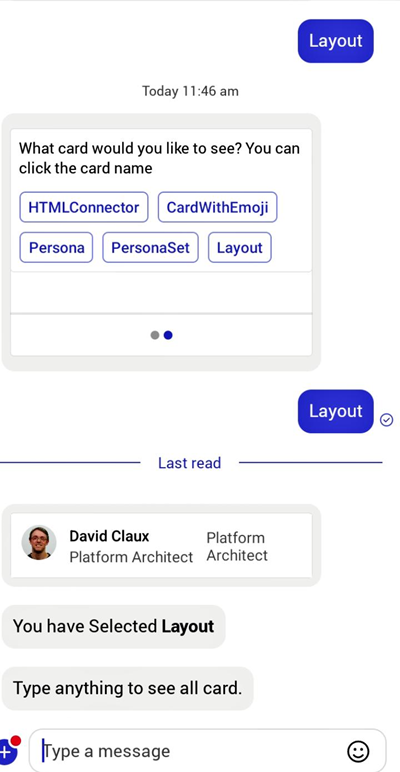 Layout
Today 11:46 am
What card would you like to see? You can
click the card name
HTMLConnector CardWithEmoji
Persona PersonaSet Layout
Layout
Last read
David Claux
Platform Architect
Platform
Architect
You have Selected Layout
Type anything to see all card.
Type a message